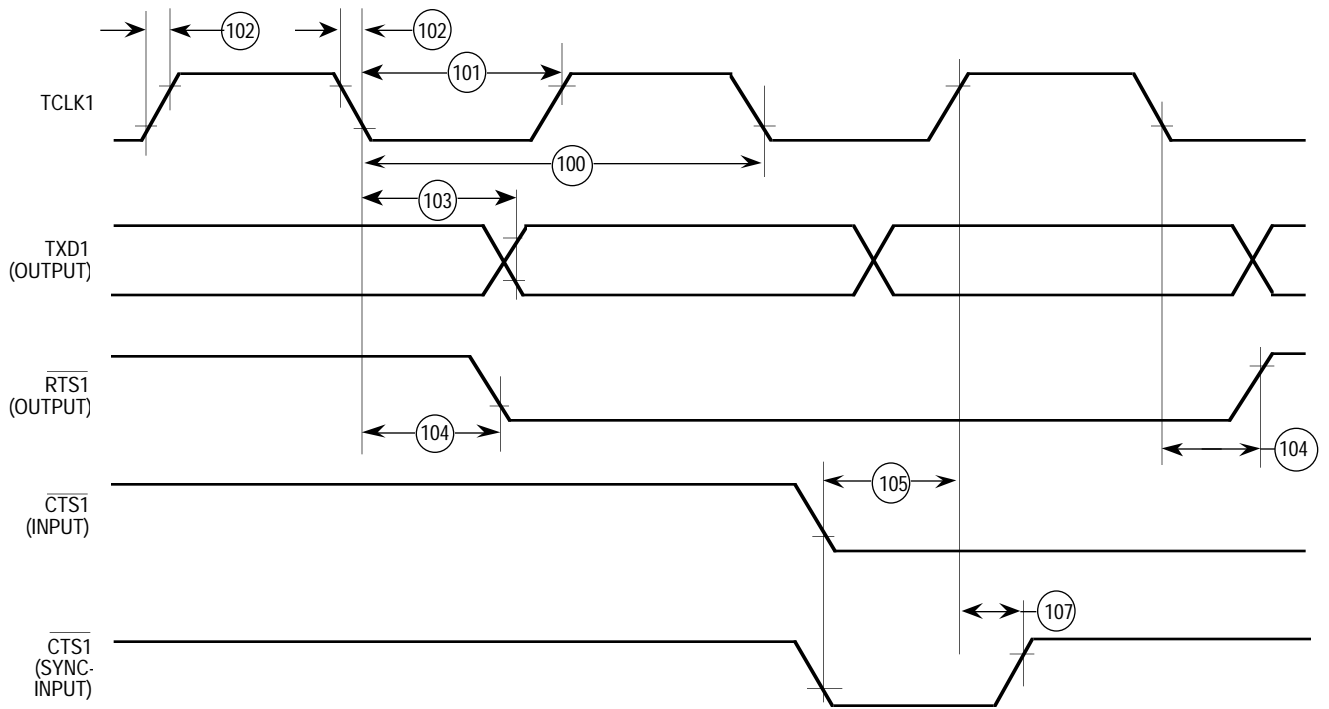 102
102
101
TCLK1
100
103
TXD1
(OUTPUT)
RTS1
(OUTPUT)
104
104
CTS1
(INPUT)
105
107
CTS1
(SYNC-
INPUT)